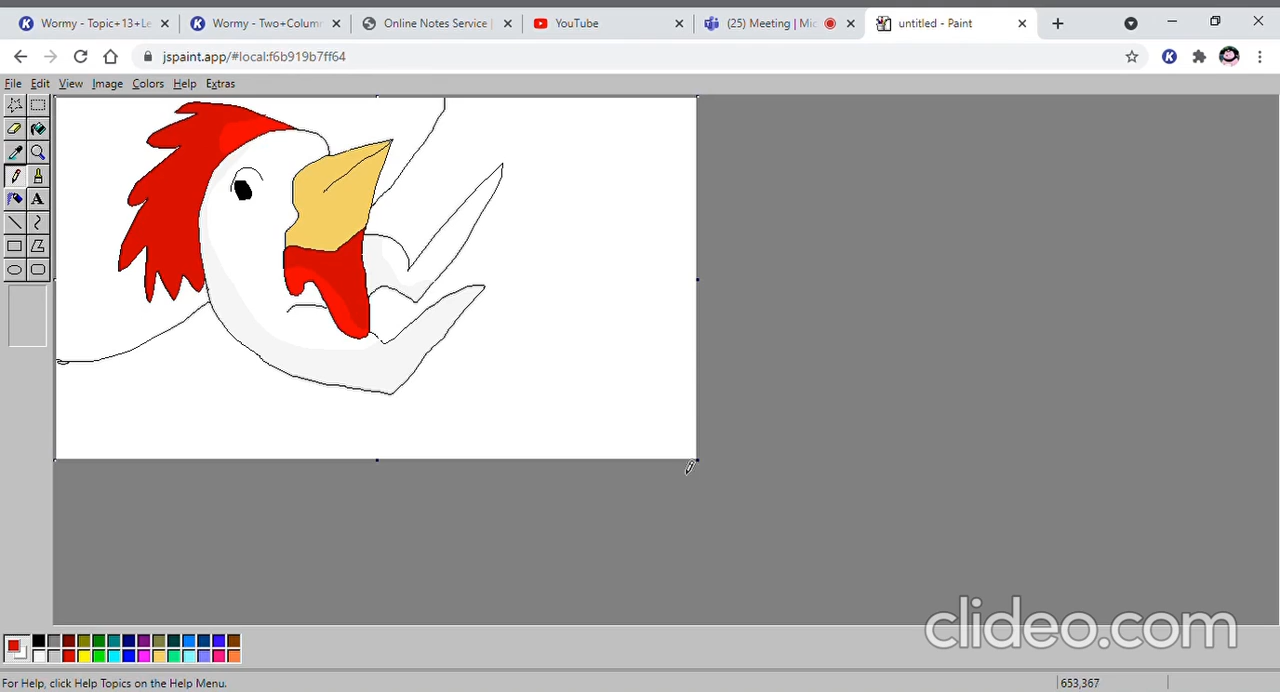 Wormy - Topic+13+Le
Wormy - Two+Column
Online Notes Service |
YouTube
(25) Meeting | Mic
untitled - Paint
jspaint.app/#local:f6b919b7ff64
File Edit View Image Colors Help Extras
A
clideo.com
For Help, click Help Topics on the Help Menu.
653,367